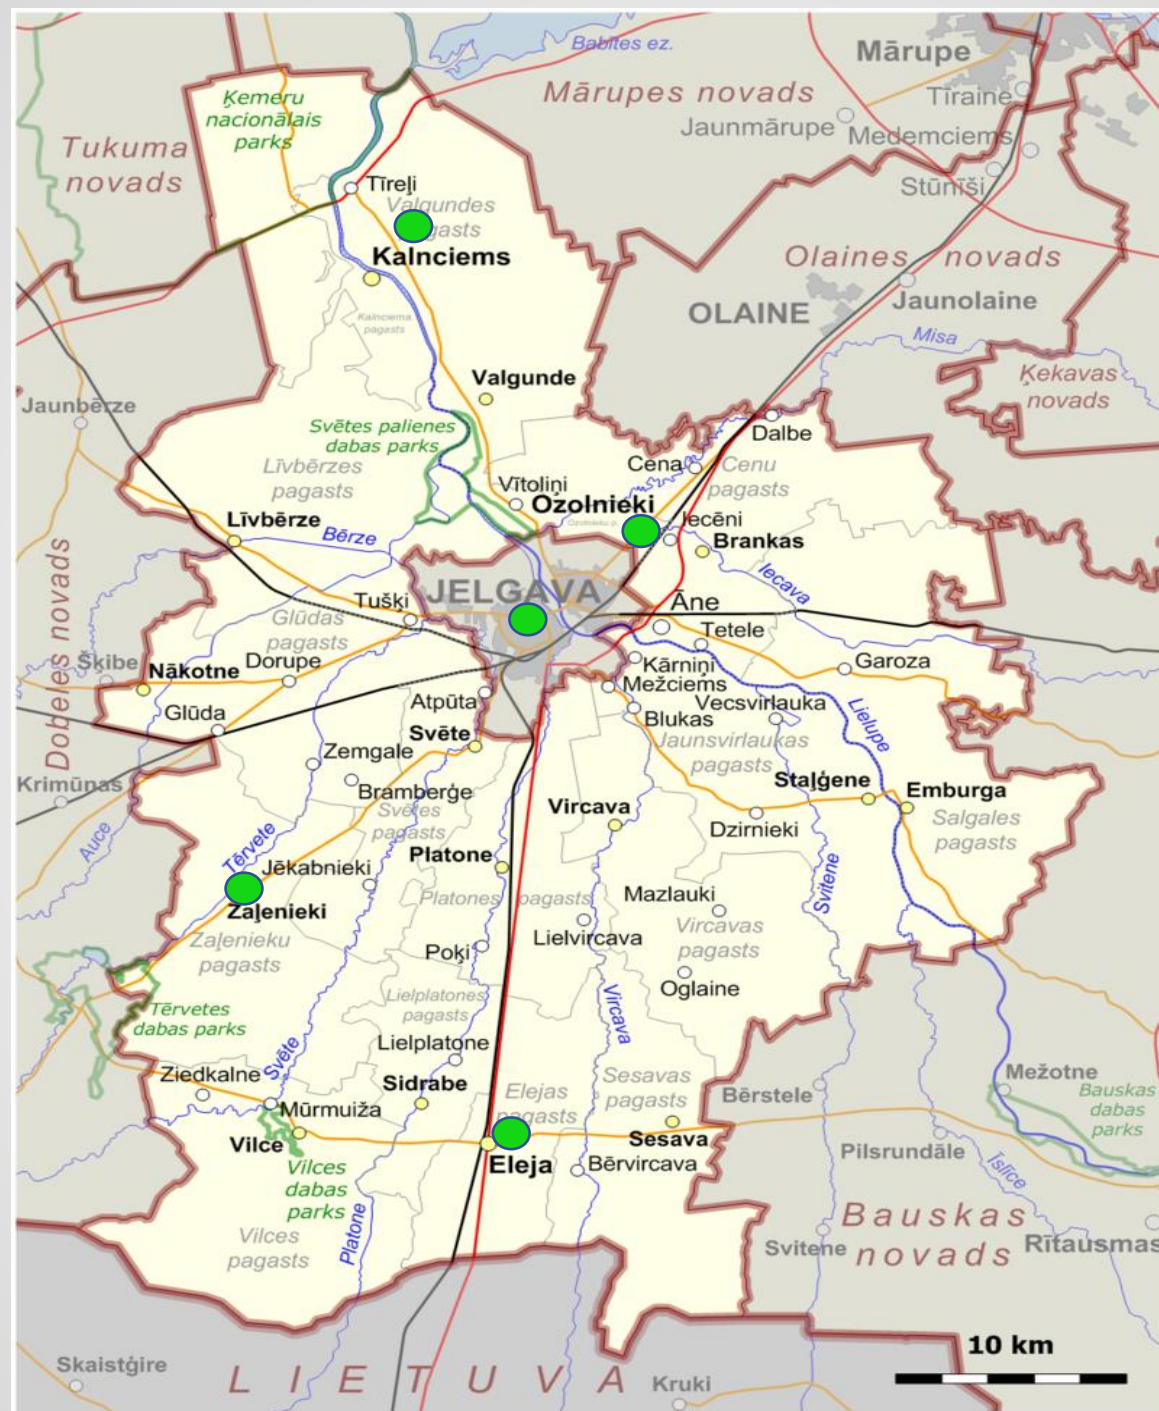 Babītes ez.
Mārupe
Ķemeru
nacionālais
parks
Mārupes novads
Tīraine
Tukuma
novads
Jaunmārupe
Medemciems
Tīreļi
Stūnīši
Valgundes
Kalnciems
Olaines novads
Jaunolaine
OLAINE
Kalnciema
pagasts
Misa
Ķekavas
novads
Valgunde
Jaunbērze
Svētes palienes
dabas parks
Dalbe
Līvbērzes
pagasts
Cena
Cenu
pagasts
Vītoliņi
Ozolnieki
Ozolnieku p.
Iecēni
Līvbērze
Bērze
Brankas
Iecava
Dobeles novads
JELGAVA
Tušķi
Āne
Glūdas
pagasts
Tetele
Šķibe
Nākotne
Dorupe
Kārniņi
Garoza
Mežciems
Atpūta
Glūda
Vecsvirlauka
Blukas
Lielupe
Svēte
Jaunsvirlaukas
pagasts
Zemgale
Krimūnas
Bramberģe
Staļģene
Emburga
Vircava
Svētes
pagasts
Dzirnieki
Salgales
pagasts
Auce
Tērvete
Jēkabnieki
Platone
Svitene
Zaļenieki
Platones pagasts
Mazlauki
Zaļenieku
pagasts
Lielvircava
Vircavas
pagasts
Poķi
Oglaine
Lielplatones
pagasts
Tērvetes
dabas parks
Vircava
Lielplatone
Svēte
Ziedkalne
Sidrabe
Elejas
pagasts
Sesavas
pagasts
Mežotne
Bērstele
Bauskas
dabas
parks
Mūrmuiža
Vilce
Sesava
Pilsrundāle
Eleja
Bērvircava
Īslīce
Vilces
dabas
parks
Platone
Vilces
pagasts
Bauskas
novads
Svitene
Rītausmas
10 km
Skaistģire
LIETUVA
Kruki